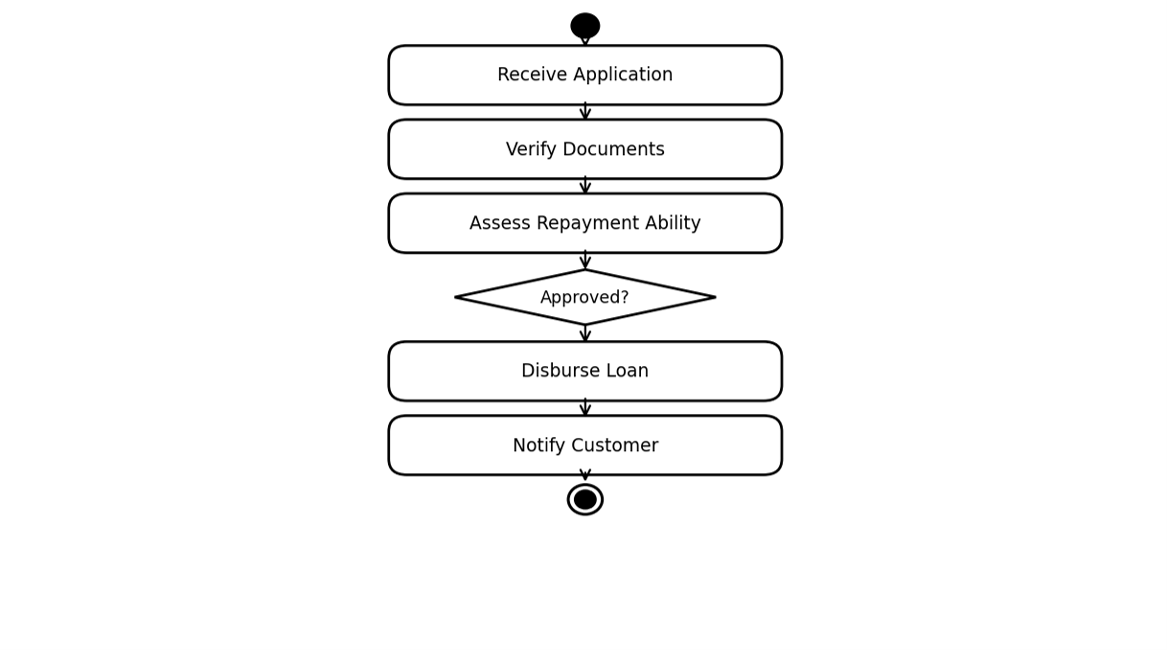 Receive Application
Verify Documents
Assess Repayment Ability
Approved?
Disburse Loan
Notify Customer